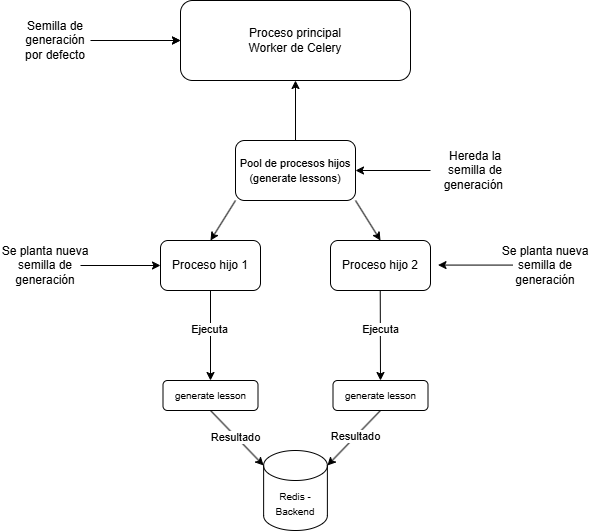 Semilla de
generación
por defecto
Proceso principal
Worker de Celery
Pool de procesos hijos
(generate lessons)
Hereda la
semilla de
generación
Se planta nueva
semilla de
generación
Proceso hijo 1
Proceso hijo 2
Se planta nueva
semilla de
generación
Ejecuta
Ejecuta
generate lesson
generate lesson
Resultado
Resultado
Redis -
Backend